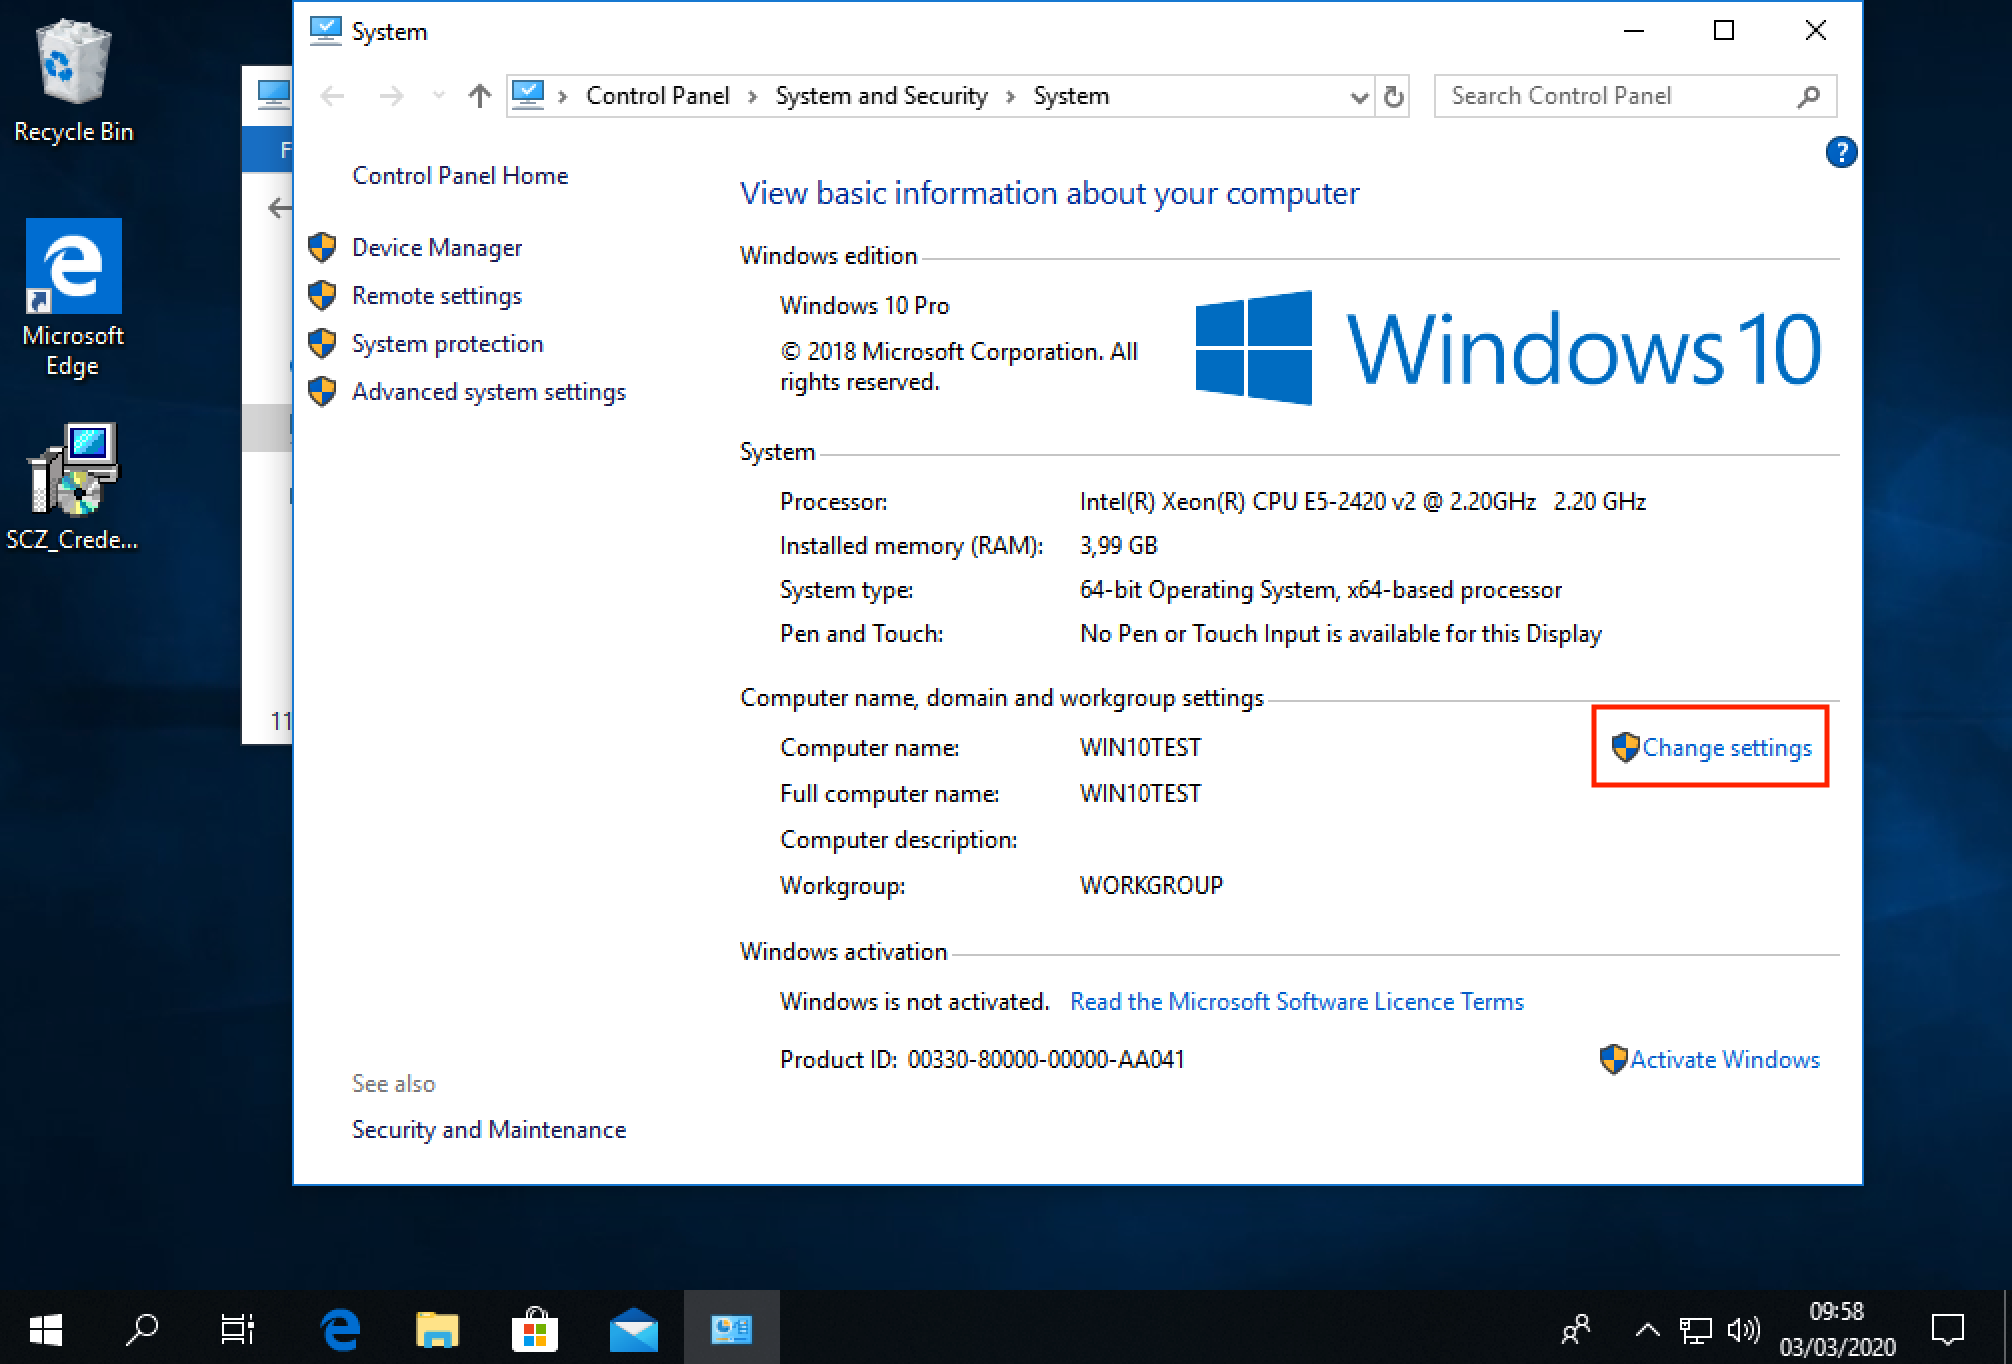 Recycle Bin
Microsoft
Edge
SCZ_Crede...
F
11
System
Control Panel > System and Security > System
Search Control Panel
?
Control Panel Home
Device Manager
Remote settings
System protection
Advanced system settings
See also
Security and Maintenance
View basic information about your computer
Windows edition
Windows 10 Pro
© 2018 Microsoft Corporation. All
rights reserved.
Windows 10
System
Processor: Intel(R) Xeon(R) CPU E5-2420 v2 @ 2.20GHz 2.20 GHz
Installed memory (RAM): 3,99 GB
System type: 64-bit Operating System, x64-based processor
Pen and Touch: No Pen or Touch Input is available for this Display
Computer name, domain and workgroup settings
Computer name: WIN10TEST
Change settings
Full computer name: WIN10TEST
Computer description:
Workgroup: WORKGROUP
Windows activation
Windows is not activated. Read the Microsoft Software Licence Terms
Product ID: 00330-80000-00000-AA041
Activate Windows
09:58
03/03/2020